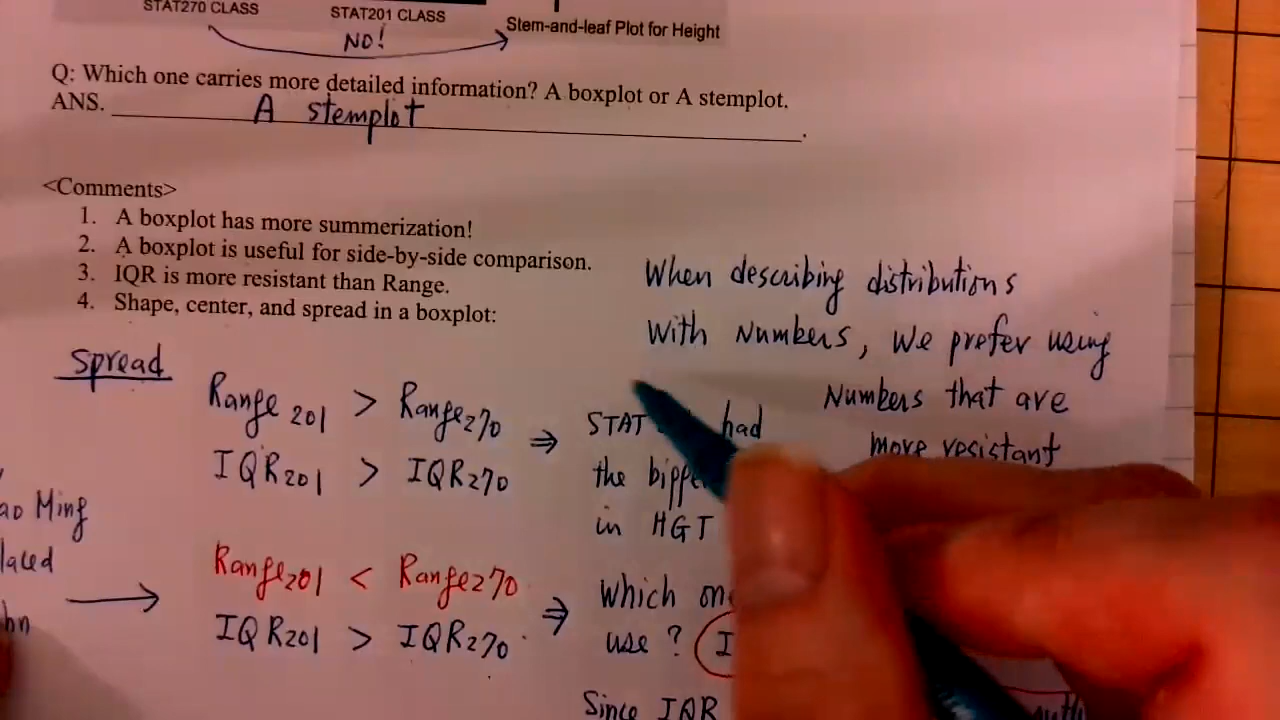 STAT270 CLASS
STAT201 CLASS
Stem-and-leaf Plot for Height
NO!
Q: Which one carries more detailed information? A boxplot or A stemplot.
ANS. A stemplot.
<Comments>
1. A boxplot has more summerization!
2. A boxplot is useful for side-by-side comparison.
3. IQR is more resistant than Range.
4. Shape, center, and spread in a boxplot:
When describing distributions
with Numbers, we prefer using
Numbers that are
more resistant
Spread
Range201 > Range270 ⇒ STAT had
IQR201 > IQR270 the
in HGT
Ming
Range201 < Range270 ⇒ Which
IQR201 > IQR270 use? I
Since IQR